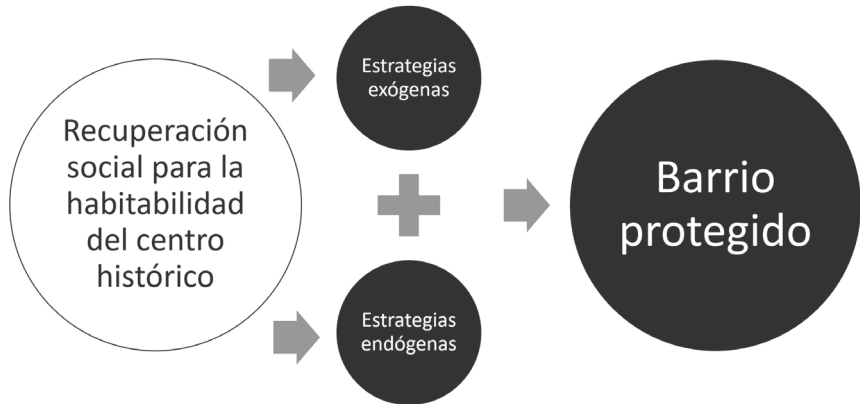 Recuperación
social para la
habitabilidad
del centro
histórico
Estrategias
exógenas
Estrategias
endógenas
Barrio
protegido